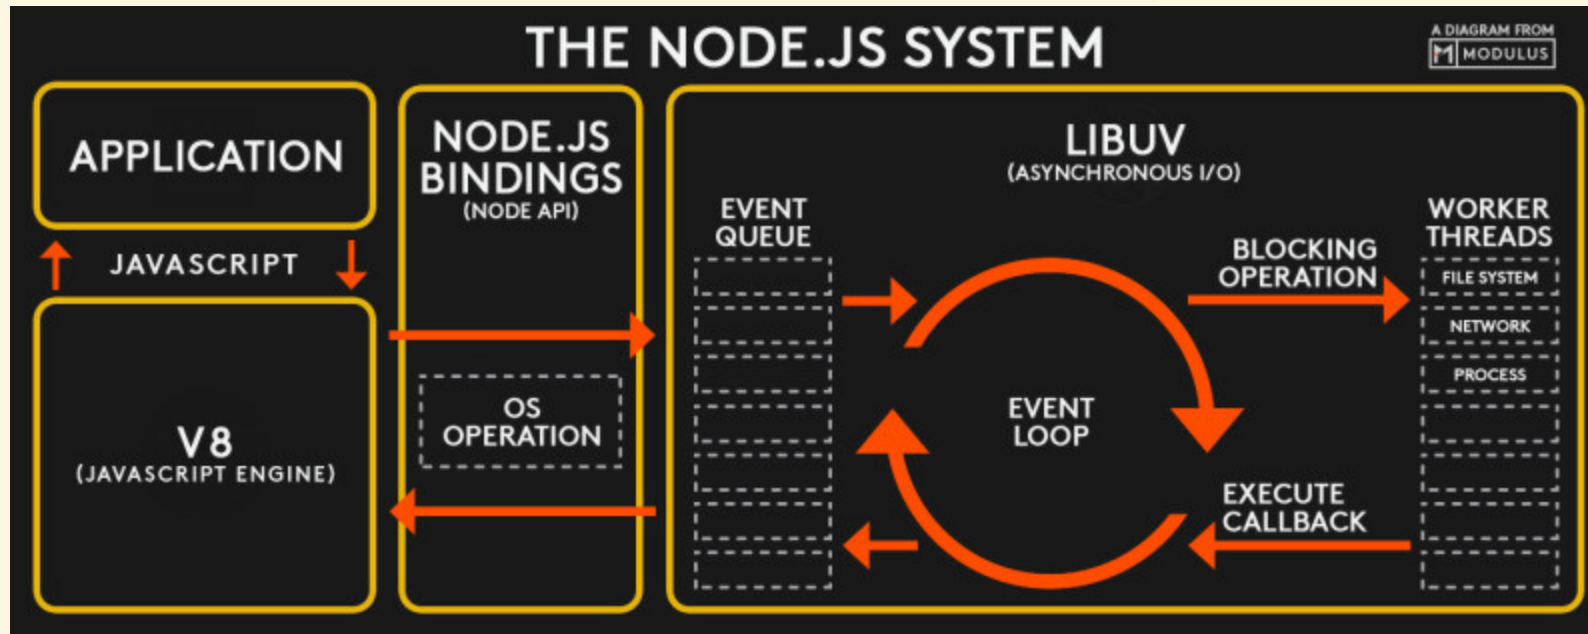 THE NODE.JS SYSTEM
A DIAGRAM FROM
MODULUS
APPLICATION
JAVASCRIPT
V8
(JAVASCRIPT ENGINE)
NODE.JS
BINDINGS
(NODE API)
OS
OPERATION
LIBUV
(ASYNCHRONOUS I/O)
EVENT
QUEUE
EVENT
LOOP
BLOCKING
OPERATION
EXECUTE
CALLBACK
WORKER
THREADS
FILE SYSTEM
NETWORK
PROCESS